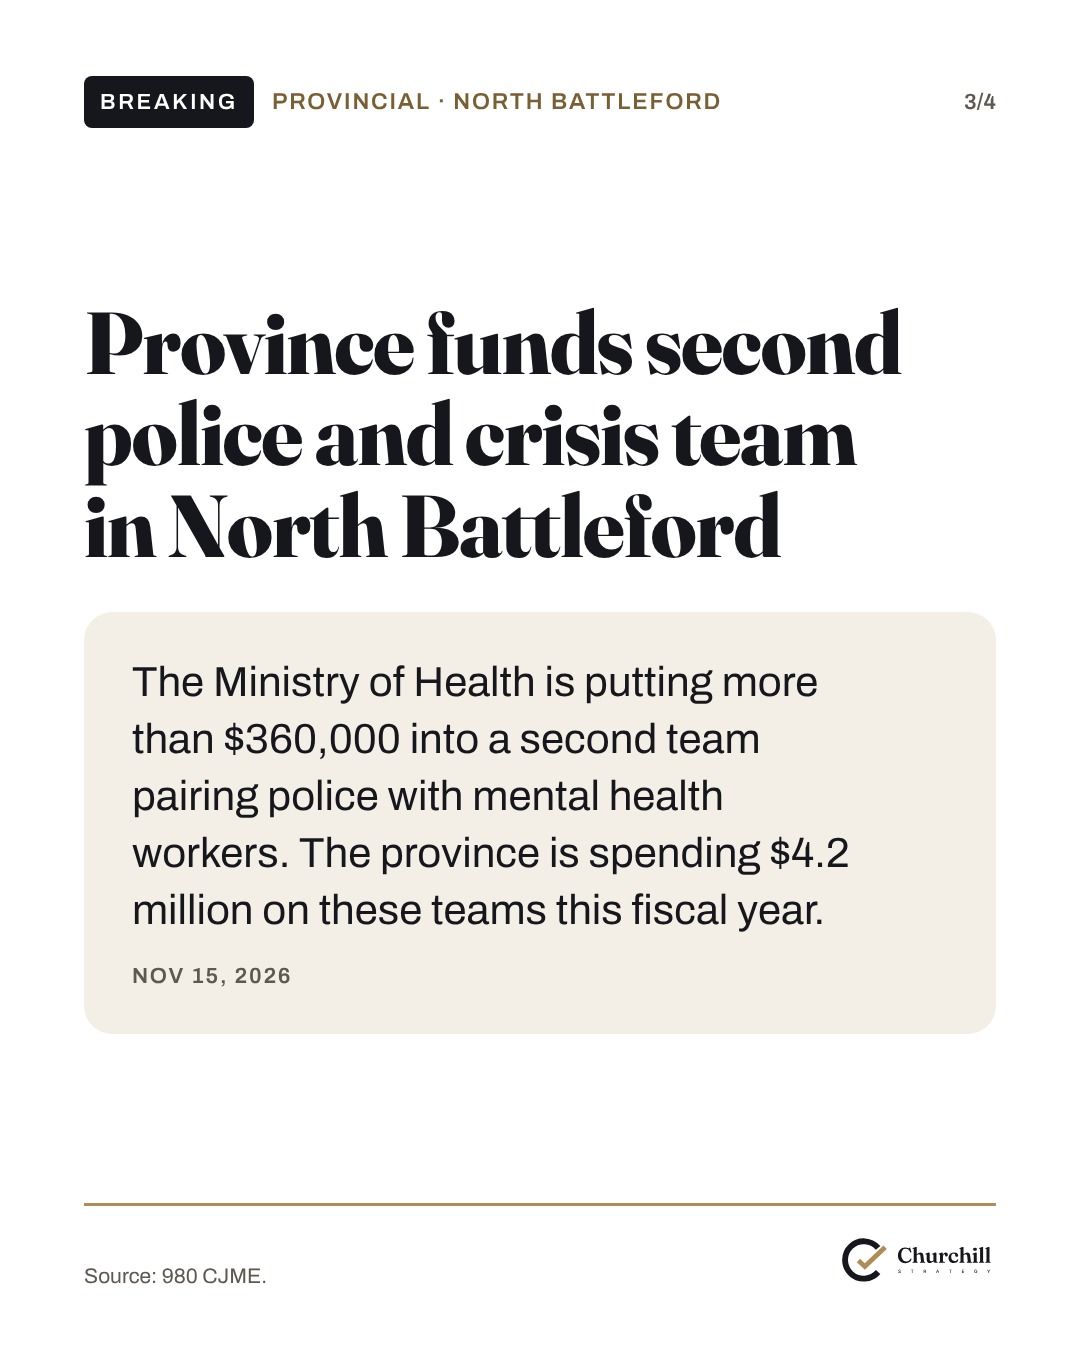 BREAKING
PROVINCIAL · NORTH BATTLEFORD
3/4
Province funds second
police and crisis team
in North Battleford
The Ministry of Health is putting more
than $360,000 into a second team
pairing police with mental health
workers. The province is spending $4.2
million on these teams this fiscal year.
NOV 15, 2026
Source: 980 CJME.
Churchill
STRATEGY